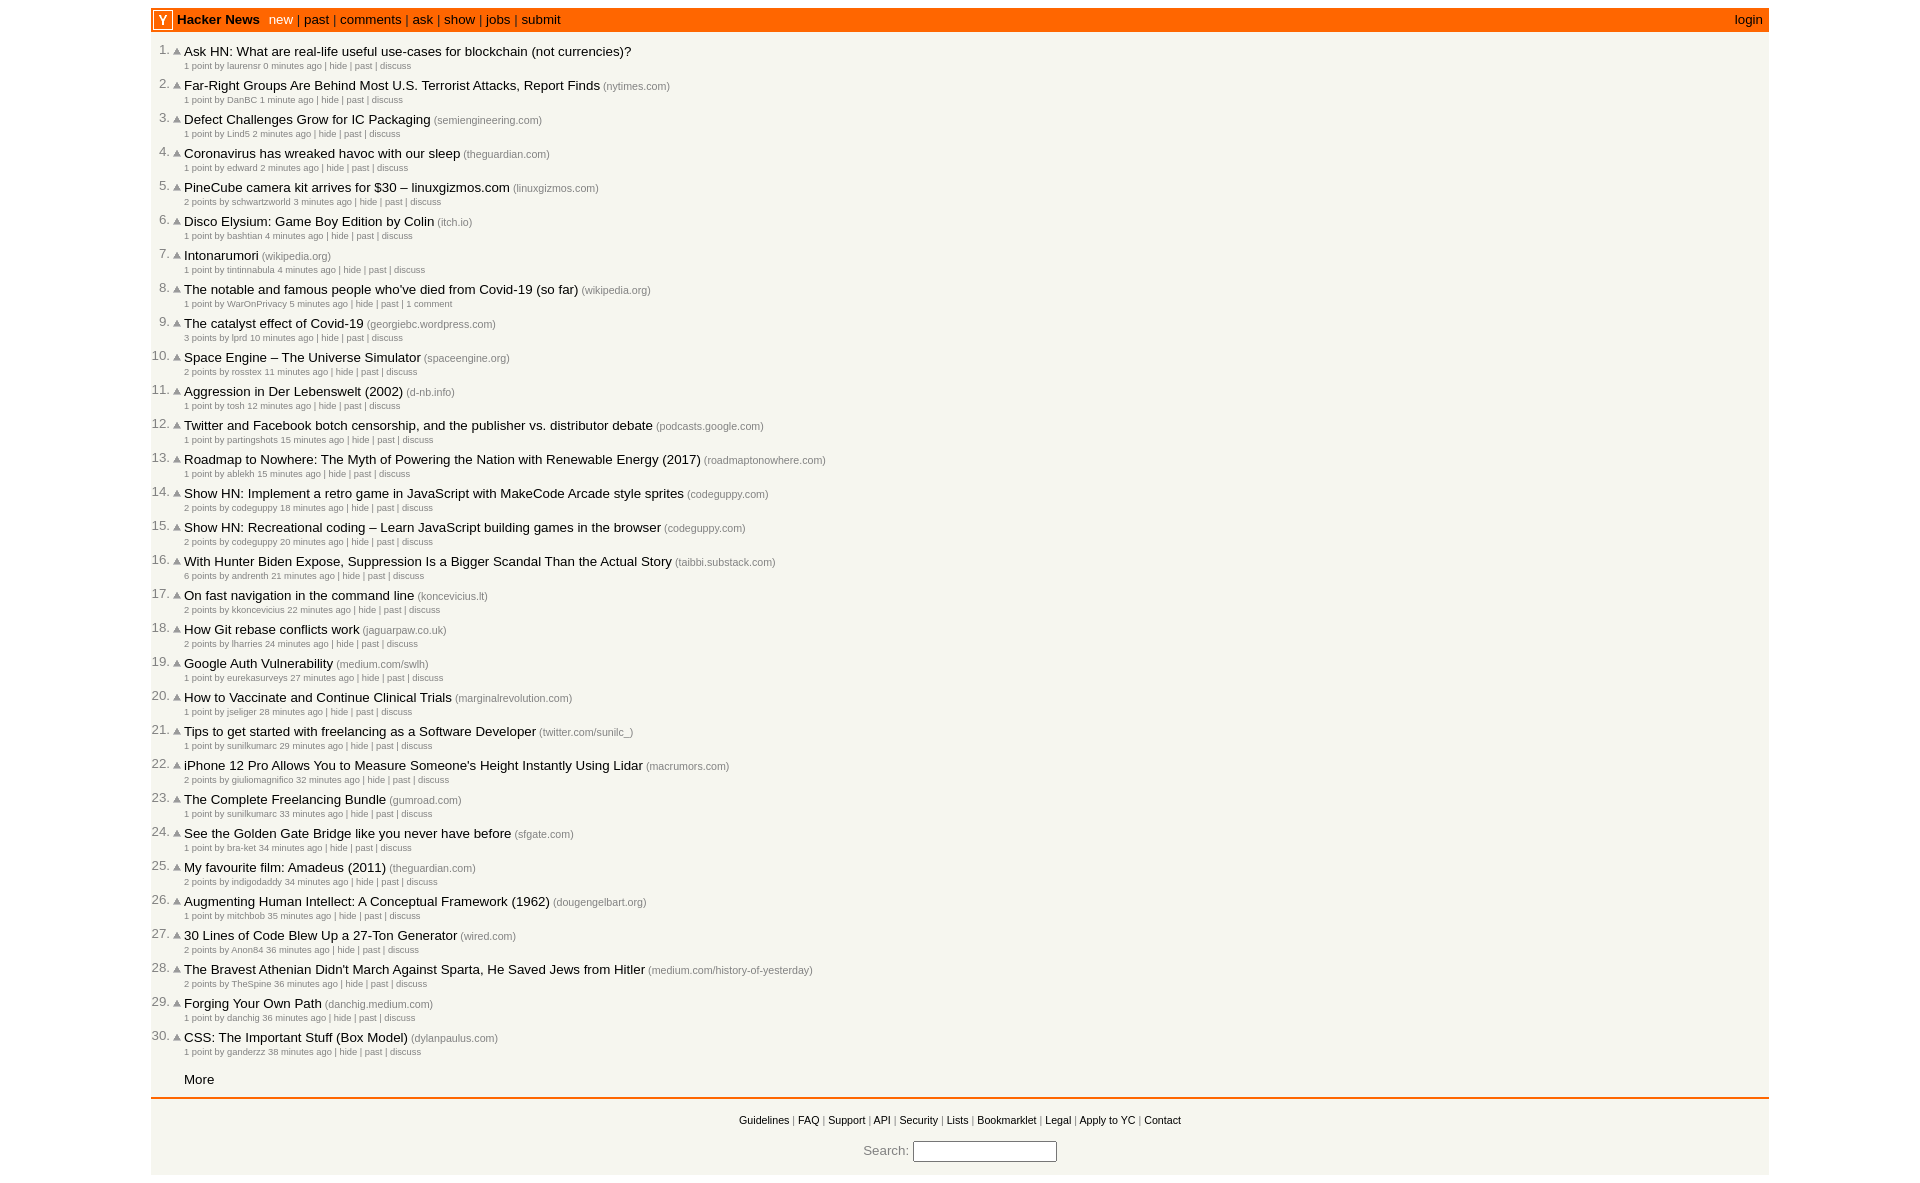 Y Hacker News new | past | comments | ask | show | jobs | submit login
1. Ask HN: What are real-life useful use-cases for blockchain (not currencies)?
1 point by laurensr 0 minutes ago | hide | past | discuss
2. Far-Right Groups Are Behind Most U.S. Terrorist Attacks, Report Finds (nytimes.com)
1 point by DanBC 1 minute ago | hide | past | discuss
3. Defect Challenges Grow for IC Packaging (semiengineering.com)
1 point by Lind5 2 minutes ago | hide | past | discuss
4. Coronavirus has wreaked havoc with our sleep (theguardian.com)
1 point by edward 2 minutes ago | hide | past | discuss
5. PineCube camera kit arrives for $30 – linuxgizmos.com (linuxgizmos.com)
2 points by schwartzworld 3 minutes ago | hide | past | discuss
6. Disco Elysium: Game Boy Edition by Colin (itch.io)
1 point by bashtian 4 minutes ago | hide | past | discuss
7. Intonarumori (wikipedia.org)
1 point by tintinnabula 4 minutes ago | hide | past | discuss
8. The notable and famous people who've died from Covid-19 (so far) (wikipedia.org)
1 point by WarOnPrivacy 5 minutes ago | hide | past | 1 comment
9. The catalyst effect of Covid-19 (georgiebc.wordpress.com)
3 points by lprd 10 minutes ago | hide | past | discuss
10. Space Engine – The Universe Simulator (spaceengine.org)
2 points by rosstex 11 minutes ago | hide | past | discuss
11. Aggression in Der Lebenswelt (2002) (d-nb.info)
1 point by tosh 12 minutes ago | hide | past | discuss
12. Twitter and Facebook botch censorship, and the publisher vs. distributor debate (podcasts.google.com)
1 point by partingshots 15 minutes ago | hide | past | discuss
13. Roadmap to Nowhere: The Myth of Powering the Nation with Renewable Energy (2017) (roadmaptonowhere.com)
1 point by ablekh 15 minutes ago | hide | past | discuss
14. Show HN: Implement a retro game in JavaScript with MakeCode Arcade style sprites (codeguppy.com)
2 points by codeguppy 18 minutes ago | hide | past | discuss
15. Show HN: Recreational coding – Learn JavaScript building games in the browser (codeguppy.com)
2 points by codeguppy 20 minutes ago | hide | past | discuss
16. With Hunter Biden Expose, Suppression Is a Bigger Scandal Than the Actual Story (taibbi.substack.com)
6 points by andrenth 21 minutes ago | hide | past | discuss
17. On fast navigation in the command line (koncevicius.lt)
2 points by kkoncevicius 22 minutes ago | hide | past | discuss
18. How Git rebase conflicts work (jaguarpaw.co.uk)
2 points by lharries 24 minutes ago | hide | past | discuss
19. Google Auth Vulnerability (medium.com/swlh)
1 point by eurekasurveys 27 minutes ago | hide | past | discuss
20. How to Vaccinate and Continue Clinical Trials (marginalrevolution.com)
1 point by jseliger 28 minutes ago | hide | past | discuss
21. Tips to get started with freelancing as a Software Developer (twitter.com/sunilc_)
1 point by sunilkumarc 29 minutes ago | hide | past | discuss
22. iPhone 12 Pro Allows You to Measure Someone's Height Instantly Using Lidar (macrumors.com)
2 points by giuliomagnifico 32 minutes ago | hide | past | discuss
23. The Complete Freelancing Bundle (gumroad.com)
1 point by sunilkumarc 33 minutes ago | hide | past | discuss
24. See the Golden Gate Bridge like you never have before (sfgate.com)
1 point by bra-ket 34 minutes ago | hide | past | discuss
25. My favourite film: Amadeus (2011) (theguardian.com)
2 points by indigodaddy 34 minutes ago | hide | past | discuss
26. Augmenting Human Intellect: A Conceptual Framework (1962) (dougengelbart.org)
1 point by mitchbob 35 minutes ago | hide | past | discuss
27. 30 Lines of Code Blew Up a 27-Ton Generator (wired.com)
2 points by Anon84 36 minutes ago | hide | past | discuss
28. The Bravest Athenian Didn't March Against Sparta, He Saved Jews from Hitler (medium.com/history-of-yesterday)
2 points by TheSpine 36 minutes ago | hide | past | discuss
29. Forging Your Own Path (danchig.medium.com)
1 point by danchig 36 minutes ago | hide | past | discuss
30. CSS: The Important Stuff (Box Model) (dylanpaulus.com)
1 point by ganderzz 38 minutes ago | hide | past | discuss
More
Guidelines | FAQ | Support | API | Security | Lists | Bookmarklet | Legal | Apply to YC | Contact
Search: